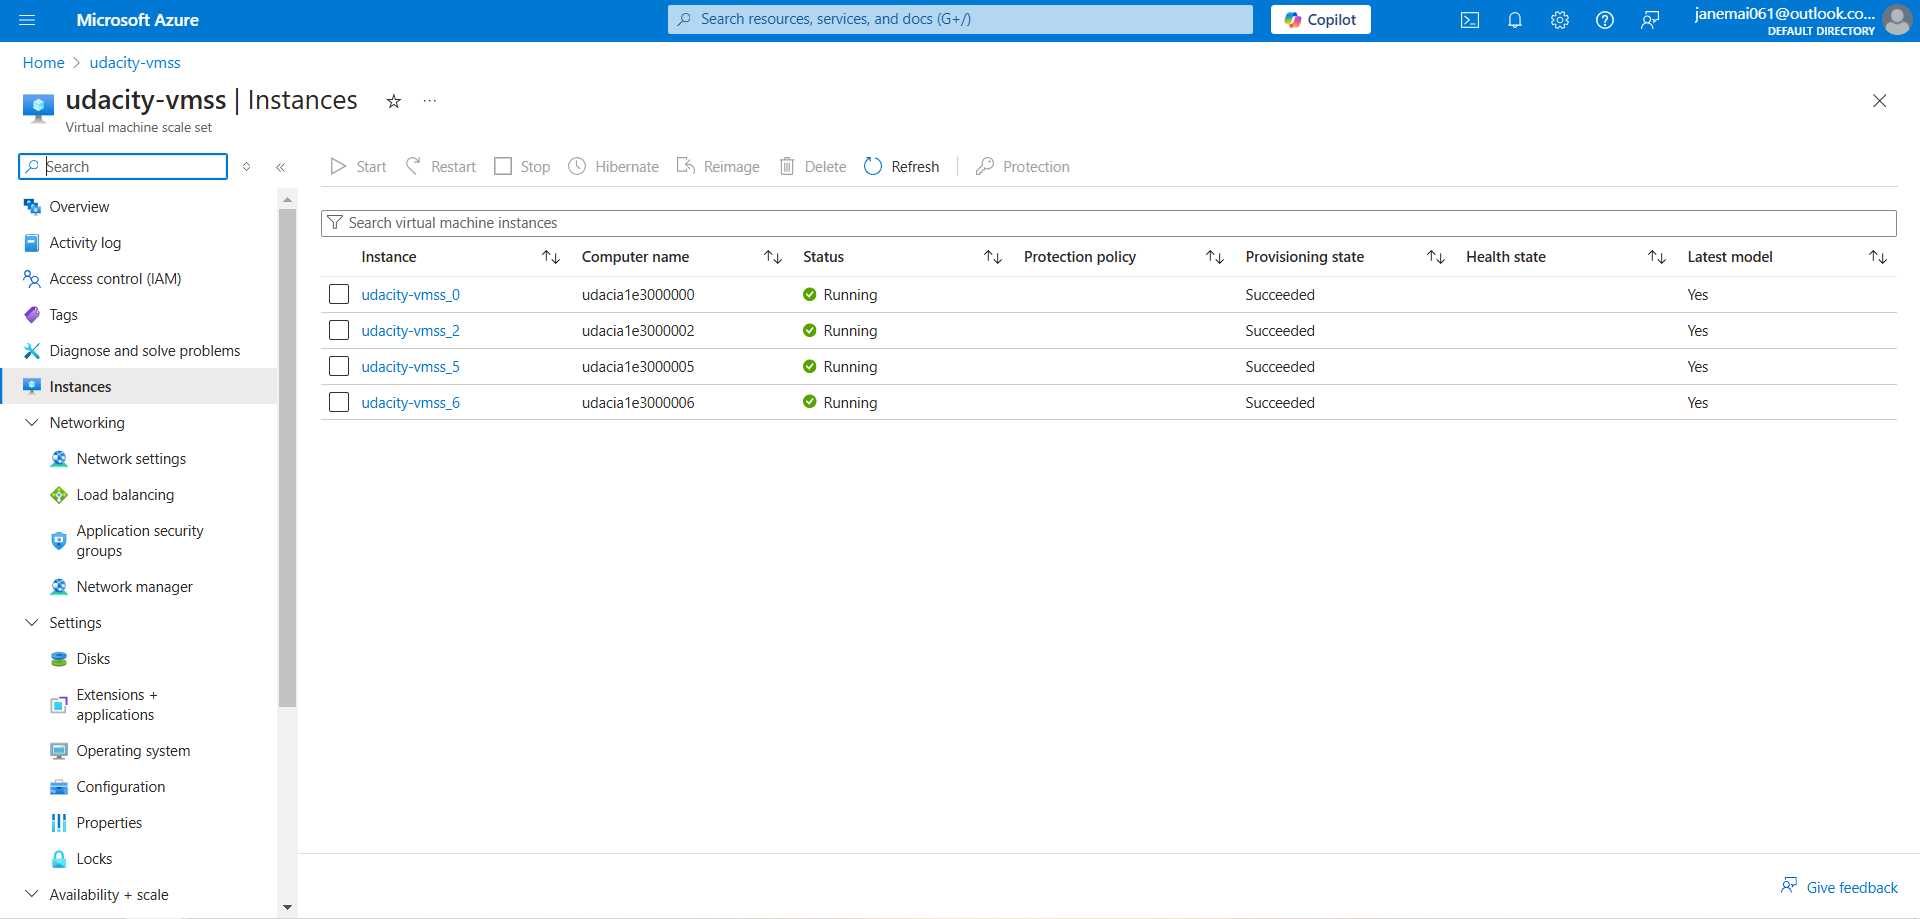 Microsoft Azure
Search resources, services, and docs (G+/)
Copilot
janemai061@outlook.co...
DEFAULT DIRECTORY
Home > udacity-vmss
udacity-vmss | Instances
Virtual machine scale set
Search
Start Restart Stop Hibernate Reimage Delete Refresh Protection
Overview
Activity log
Access control (IAM)
Tags
Diagnose and solve problems
Instances
Networking
Network settings
Load balancing
Application security
groups
Network manager
Settings
Disks
Extensions +
applications
Operating system
Configuration
Properties
Locks
Availability + scale
Search virtual machine instances
Instance Computer name Status Protection policy Provisioning state Health state Latest model
udacity-vmss_0 udacia1e3000000 Running Succeeded Yes
udacity-vmss_2 udacia1e3000002 Running Succeeded Yes
udacity-vmss_5 udacia1e3000005 Running Succeeded Yes
udacity-vmss_6 udacia1e3000006 Running Succeeded Yes
Give feedback